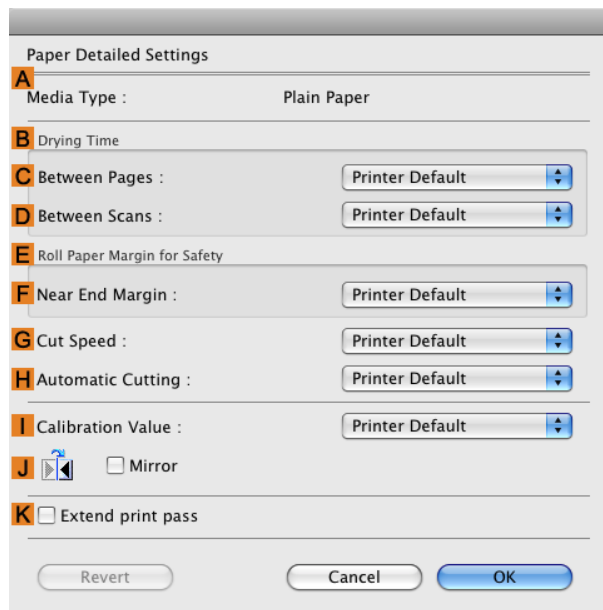 Paper Detailed Settings
A
Media Type : Plain Paper
B Drying Time
C Between Pages : Printer Default
D Between Scans : Printer Default
E Roll Paper Margin for Safety
F Near End Margin : Printer Default
G Cut Speed : Printer Default
H Automatic Cutting : Printer Default
I Calibration Value : Printer Default
J Mirror
K Extend print pass
Revert Cancel OK